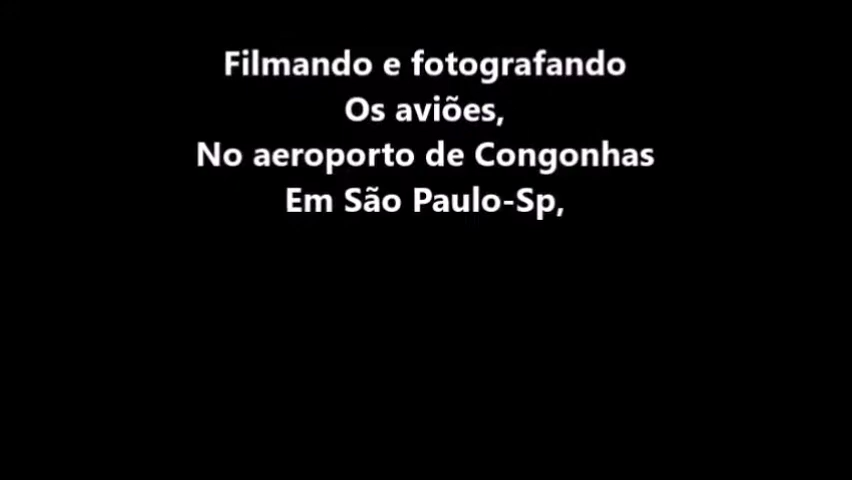 Filmando e fotografando
Os aviões,
No aeroporto de Congonhas
Em São Paulo-Sp,